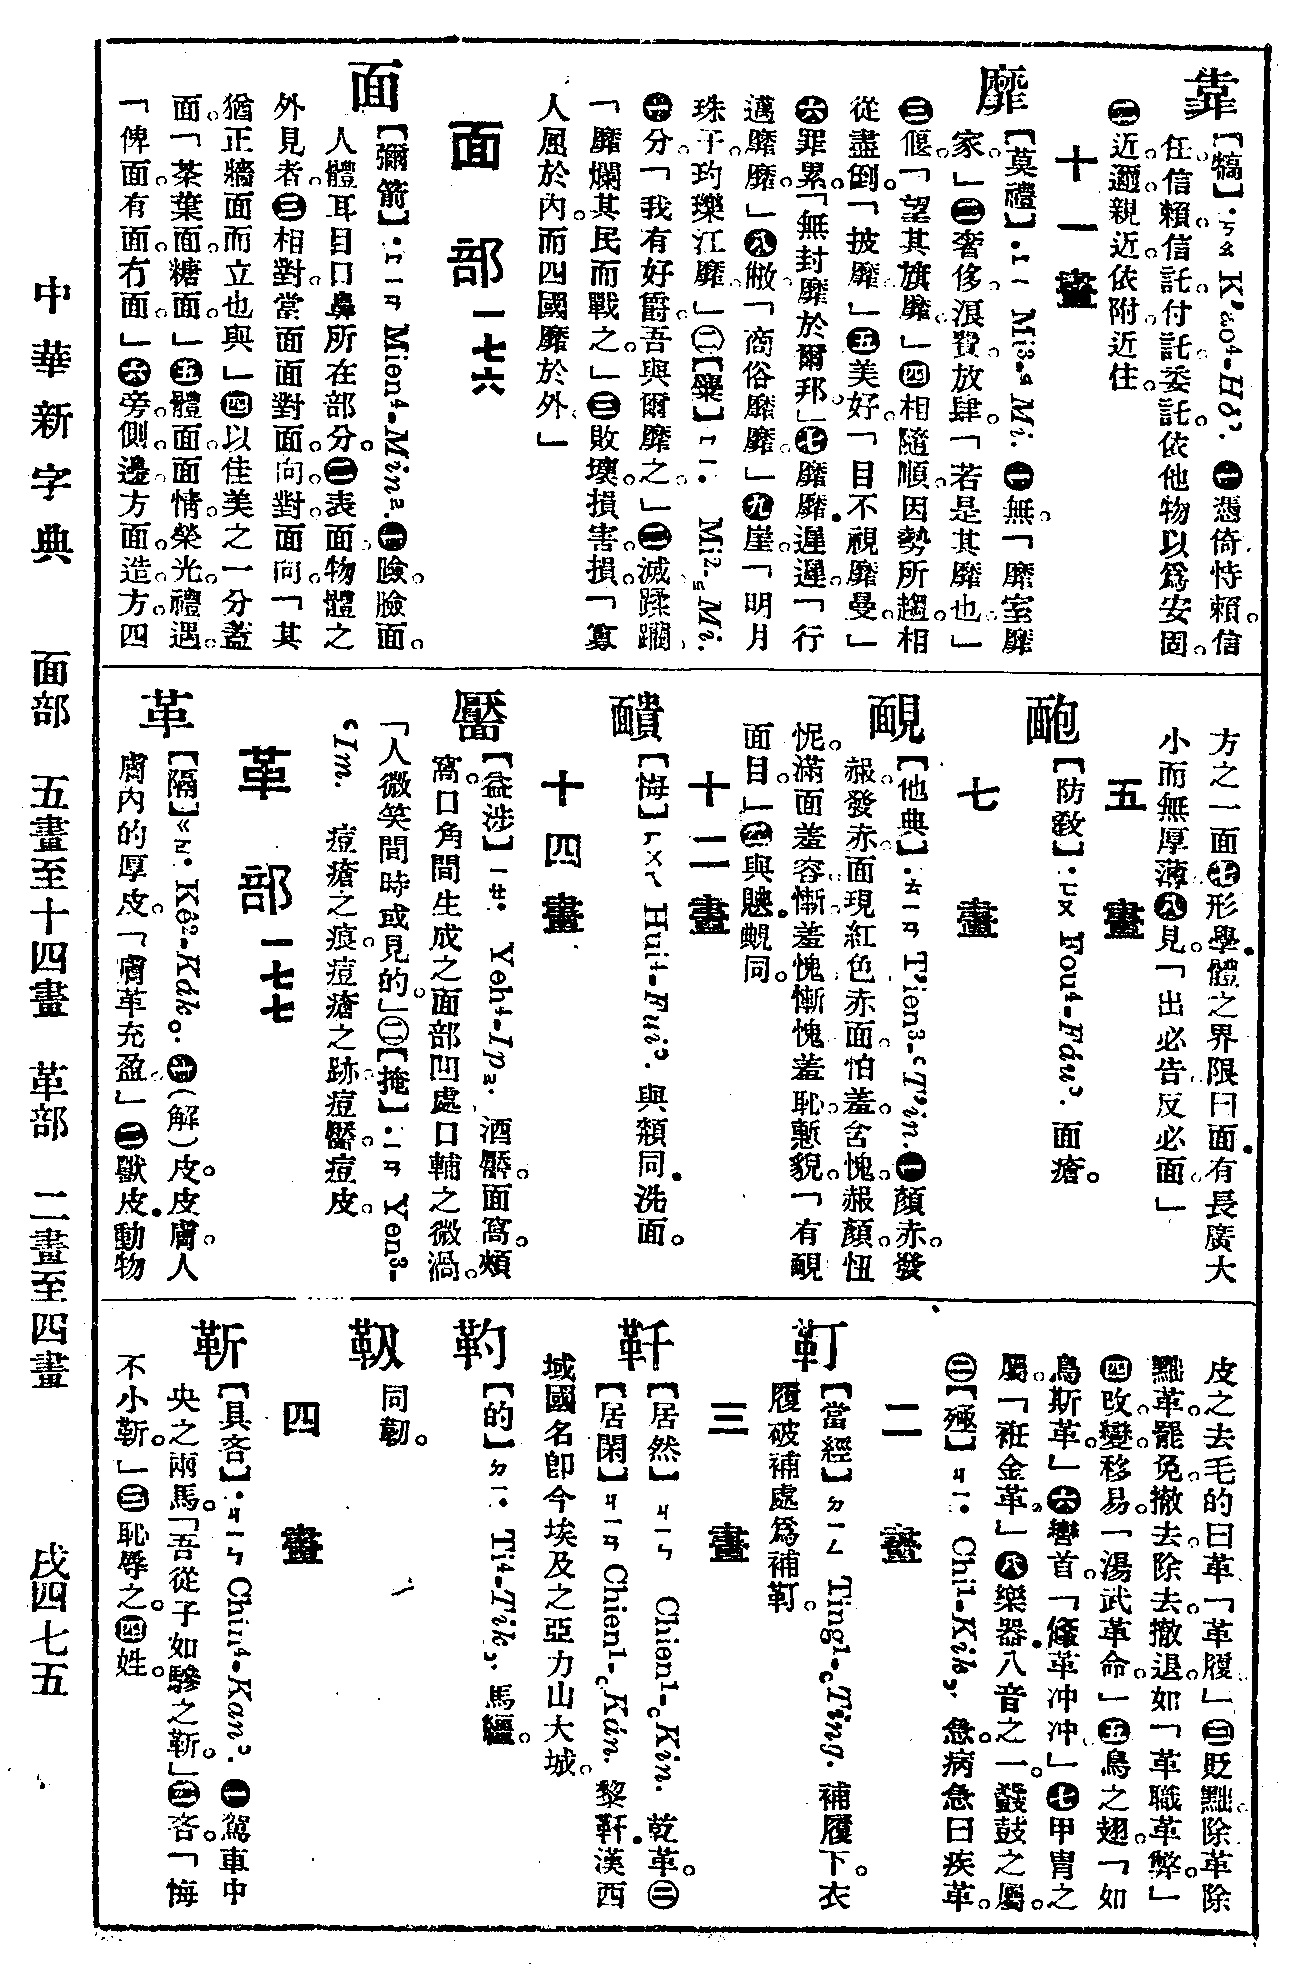 靠
【犒】·ㄎㄠ K‘ao⁴-Hò'. ㊀憑倚恃賴。信
任信賴。信託付託。委託。依他物以爲安固。
㊁近。邇。親近。依附。近住。
十一畫
靡
【莫禮】·ㄇㄧ Mi³-Mi. ㊀無。「靡室靡
家。」㊁奢侈。浪費。放肆。「若是其靡也」
㊂偃。「望其旗靡。」㊃相隨順。因勢所趨。相
從盡倒。「披靡」㊄美好。「目不視靡曼。」
㊅罪累。「無封靡於爾邦」㊆靡靡。遲遲。「行
邁靡靡。」㊇敝「商俗靡靡。」㊈崖。「明月
珠子。玓瓅江靡。」㊁【縻】ㄇㄧ· Mi²-Mi.
㊀分。「我有好爵。吾與爾靡之。」㊁滅。蹂躪。
「靡爛其民而戰之。」㊂敗壞。損害。損。「寡
人屈於內。而四國靡於外、」
面部一七六
面
【彌箭】·ㄇㄧㄢ Mien⁴-Min². ㊀臉。臉面。
人體耳目口鼻所在部分。㊁表面。物體之
外見者。㊂相對。當面。面對面。向對。面向。「其
猶正牆面而立也與」㊃以佳美之一分蓋
面。「茶葉面。糖面。」㊄體面。面情。榮光。禮遇。
「俾面。有面。冇面。」㊅旁。側。邊。方面。造。方。四
方之一面。㊆形學。體之界限曰面。有長廣大
小而無厚薄。㊇見。「出必告。反必面。」
五畫
靤
【防敎】·ㄈㄡ Fou⁴-Fáu'. 面瘡。
七畫
靦
【他典】·ㄊㄧㄢ T‘ien³-‘T‘in. ㊀顏赤。發
赧。發赤。面現紅色。赤面。怕羞。含愧。赧顏。忸
怩。滿面羞容。慚。羞愧。慚愧。羞恥。慙貌。「有靦
面目。」㊁與䩄䩄同。
十二畫
靧
【悔】ㄏㄨㄟ Hui⁴-Fui'. 與頮同。洗面。
十四畫
靨
【益涉】ㄧㄝ· Yeh⁴-Ip. 酒靨。面窩。頰
窩。口角間生成之面部凹處。口輔之微渦。
「人微笑間時或見的。」㊁【掩】·ㄧㄢ Yen³-
‘Im. 痘瘡之痕。痘瘡之跡。痘靨。痘皮。
革部一七七
革
【隔】ㄍㄜ· Kê²-Kák. ㊀（解）皮。皮膚。人
膚內的厚皮。「膚革充盈。」㊁獸皮。動物
皮之去毛的曰革。「革履」㊂貶黜。除革。除
黜革。罷免。撤去。除去。撤退。如「革職。革弊」
㊃改變。移易。「湯武革命。」㊄鳥之翅。「如
鳥斯革。」㊅轡首。「鞗革冲冲、」㊆甲冑之
屬。「衽金革。」㊇樂器八音之一。鼗鼓之屬。
㊁【殛】ㄐㄧ· Chi¹-Kik, 急。病急曰疾革。
二畫
靪
【當經】ㄉㄧㄥ Ting¹-Ting. 補履下。衣
履破補處爲補靪。
三畫
靬
【居然】ㄐㄧㄣ Chien¹-Kin. 乾革。㊁
【居閑】ㄐㄧㄢ Chien¹-Kán. 黎靬。漢西
域國名。卽今埃及之亞力山大城。
靮
【的】ㄉㄧ· Ti⁴-Tik, 馬繮。
靱
同韌。
四畫
靳
【具吝】·ㄐㄧㄣ Chin⁴-Kan'. ㊀駕車中
央之兩馬。「吾從子如驂之靳。」㊁吝。「悔
不小靳。」㊂恥辱之。㊃姓。
中華新字典　面部　五畫至十四畫　革部　二畫至四畫　戌四七五